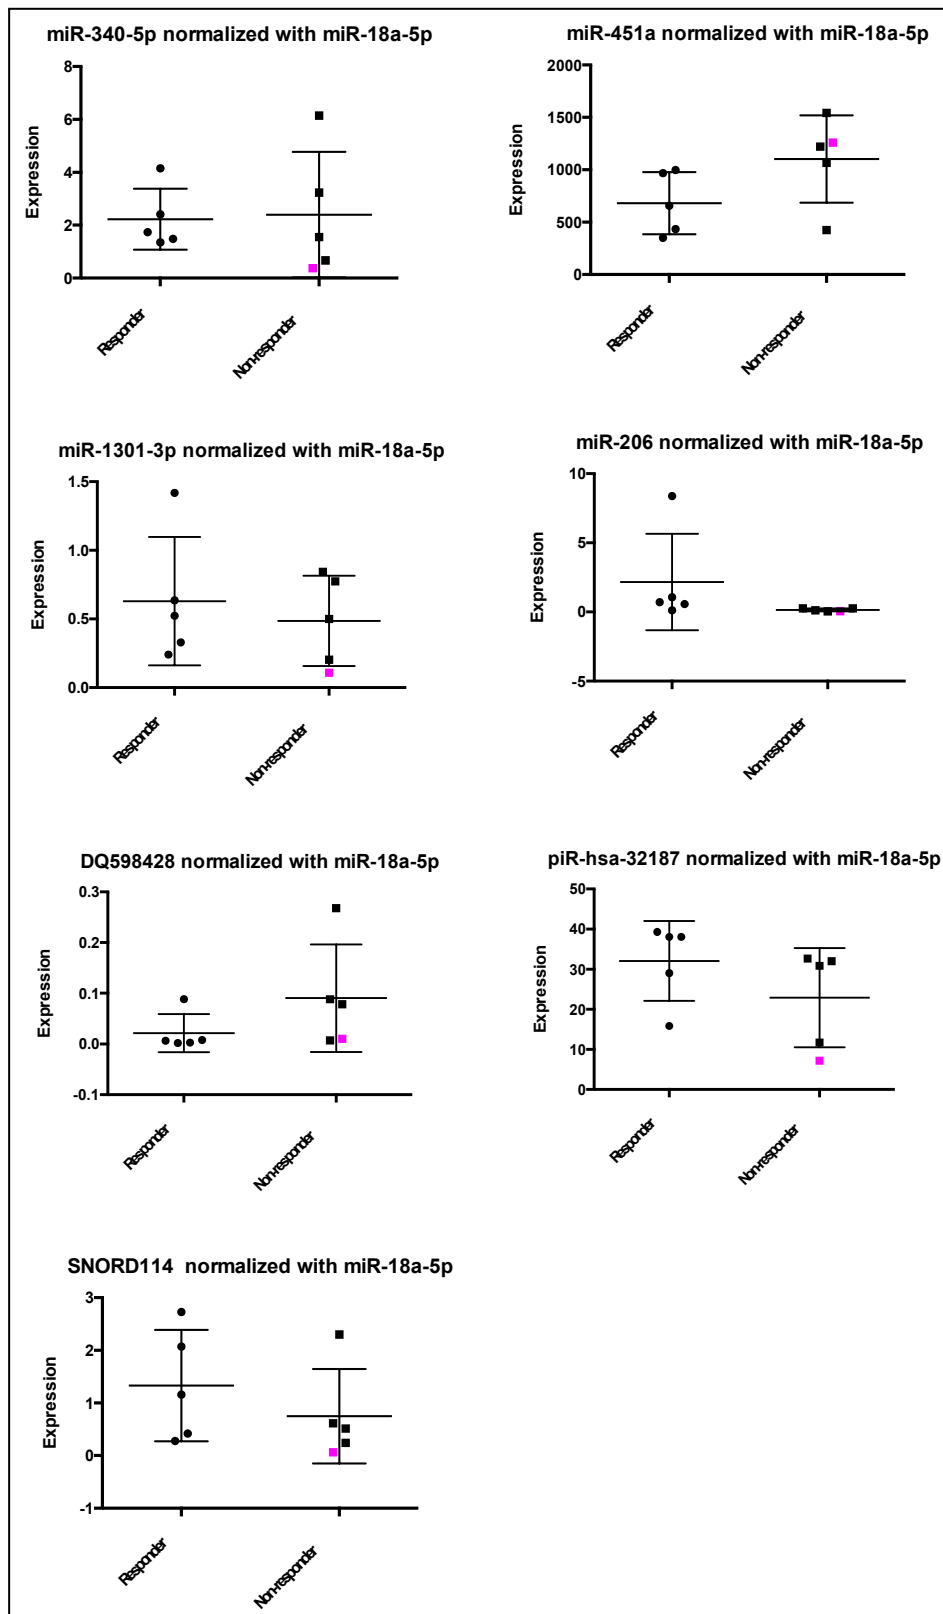 miR-340-5p normalized with miR-18a-5p
Expression
8
6
4
2
0
Responder
Non-responder
miR-451a normalized with miR-18a-5p
Expression
2000
1500
1000
500
0
Responder
Non-responder
miR-1301-3p normalized with miR-18a-5p
Expression
1.5
1.0
0.5
0.0
Responder
Non-responder
miR-206 normalized with miR-18a-5p
Expression
10
5
0
-5
Responder
Non-responder
DQ598428 normalized with miR-18a-5p
Expression
0.3
0.2
0.1
0.0
-0.1
Responder
Non-responder
piR-hsa-32187 normalized with miR-18a-5p
Expression
50
40
30
20
10
0
Responder
Non-responder
SNORD114 normalized with miR-18a-5p
Expression
3
2
1
0
-1
Responder
Non-responder